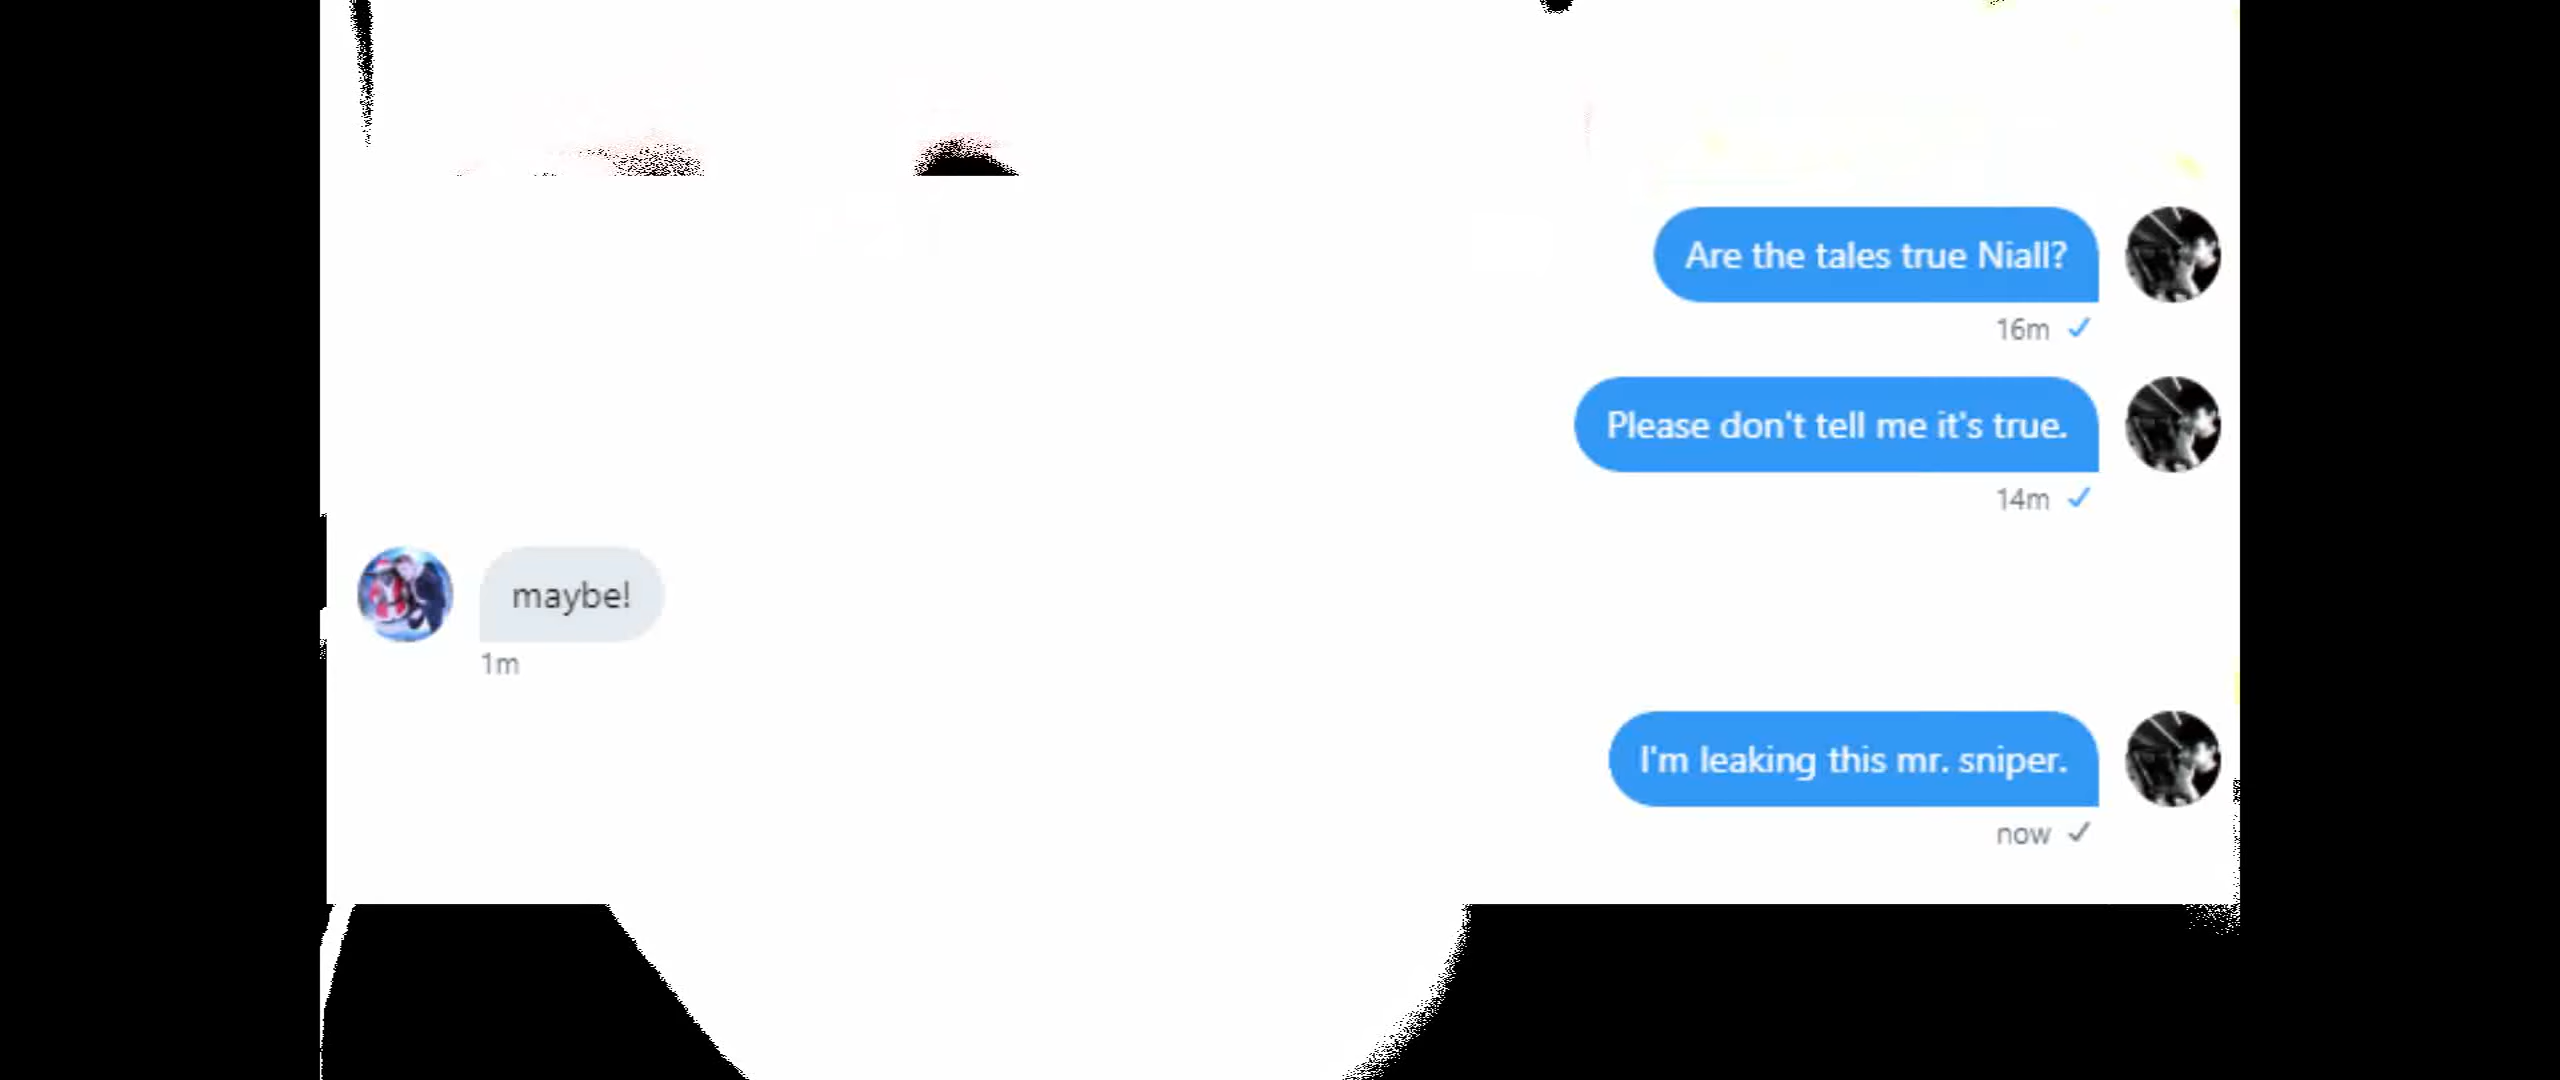 Are the tales true Niall?
16m
Please don't tell me it's true.
14m
maybe!
1m
I'm leaking this mr. sniper.
now